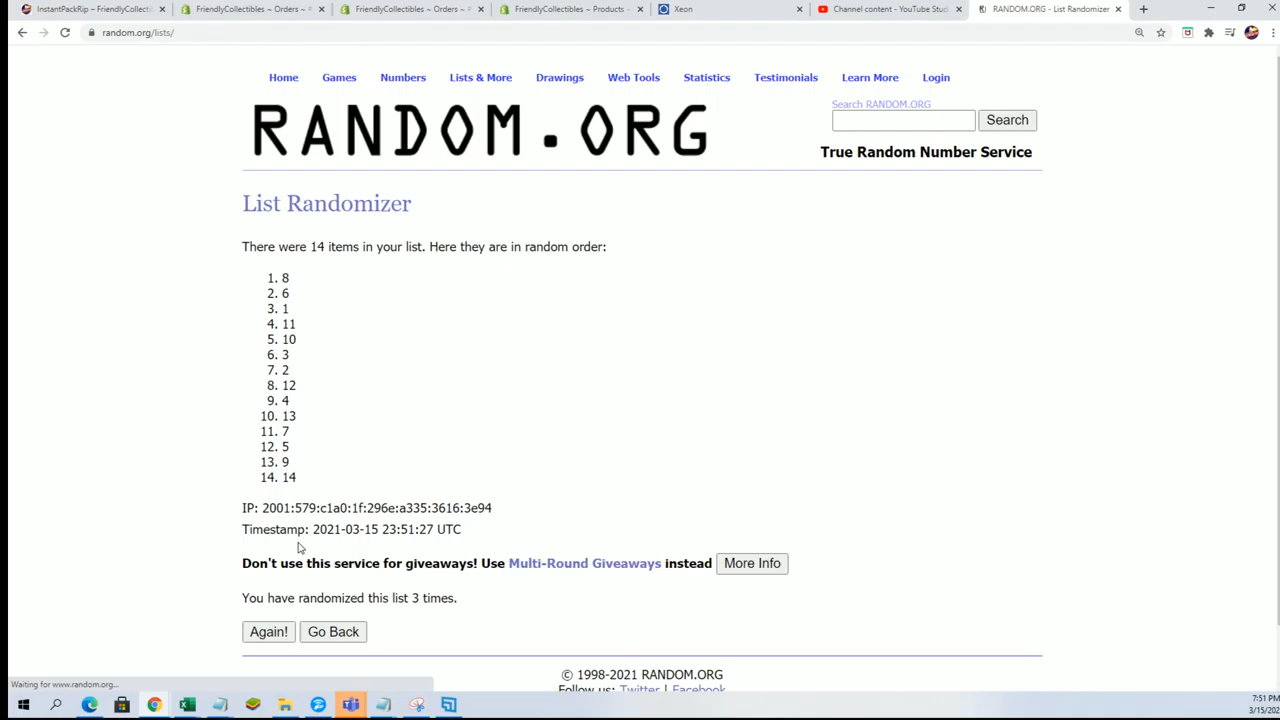 InstantPackRip ~ FriendlyCollecti
FriendlyCollectibles ~ Orders ~ #
FriendlyCollectibles ~ Orders ~ #
FriendlyCollectibles ~ Products ~
Xeon
Channel content - YouTube Stud
RANDOM.ORG - List Randomizer
random.org/lists/
Home Games Numbers Lists & More Drawings Web Tools Statistics Testimonials Learn More Login
RANDOM.ORG
Search RANDOM.ORG
Search
True Random Number Service
List Randomizer
There were 14 items in your list. Here they are in random order:
1. 8
2. 6
3. 1
4. 11
5. 10
6. 3
7. 2
8. 12
9. 4
10. 13
11. 7
12. 5
13. 9
14. 14
IP: 2001:579:c1a0:1f:296e:a335:3616:3e94
Timestamp: 2021-03-15 23:51:27 UTC
Don't use this service for giveaways! Use Multi-Round Giveaways instead More Info
You have randomized this list 3 times.
Again! Go Back
© 1998-2021 RANDOM.ORG
Follow us: Twitter | Facebook
Waiting for www.random.org...
7:51 PM
3/15/202